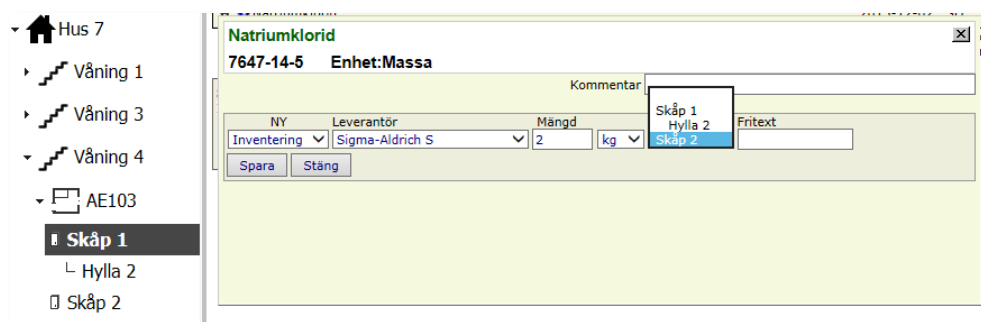 Hus 7
Våning 1
Våning 3
Våning 4
AE103
Skåp 1
Hylla 2
Skåp 2
Natriumklorid
7647-14-5 Enhet:Massa
Kommentar
NY Leverantör Mängd Fritext
Inventering Sigma-Aldrich S 2 kg
Skåp 1
Hylla 2
Skåp 2
Spara Stäng